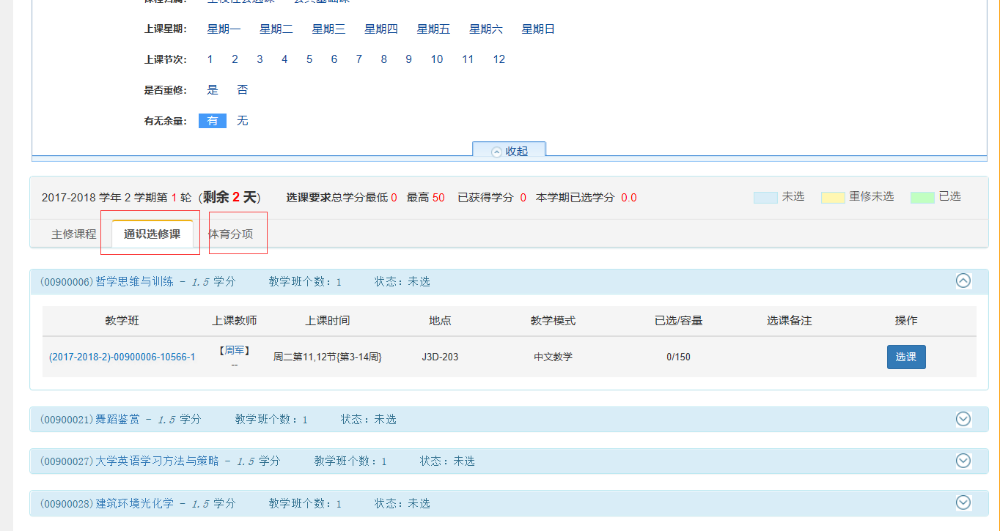 上课星期： 星期一 星期二 星期三 星期四 星期五 星期六 星期日
上课节次： 1 2 3 4 5 6 7 8 9 10 11 12
是否重修： 是 否
有无余量： 有 无
收起
2017-2018 学年 2 学期第 1 轮 (剩余 2 天) 选课要求总学分最低 0 最高 50 已获得学分 0 本学期已选学分 0.0 未选 重修未选 已选
主修课程 通识选修课 体育分项
(00900006)哲学思维与训练 - 1.5 学分 教学班个数：1 状态：未选
教学班 上课教师 上课时间 地点 教学模式 已选/容量 选课备注 操作
(2017-2018-2)-00900006-10566-1 【周军】 周二第11,12节{第3-14周} J3D-203 中文教学 0/150 选课
--
(00900021)舞蹈鉴赏 - 1.5 学分 教学班个数：1 状态：未选
(00900027)大学英语学习方法与策略 - 1.5 学分 教学班个数：1 状态：未选
(00900028)建筑环境光化学 - 1.5 学分 教学班个数：1 状态：未选